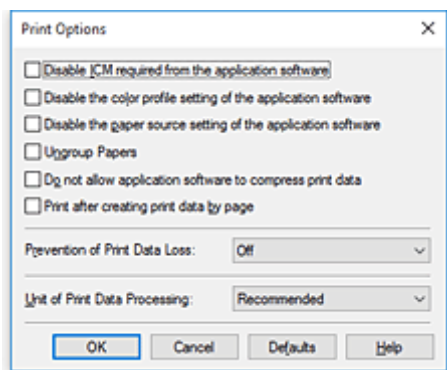 Print Options
Disable ICM required from the application software
Disable the color profile setting of the application software
Disable the paper source setting of the application software
Ungroup Papers
Do not allow application software to compress print data
Print after creating print data by page
Prevention of Print Data Loss: Off
Unit of Print Data Processing: Recommended
OK Cancel Defaults Help